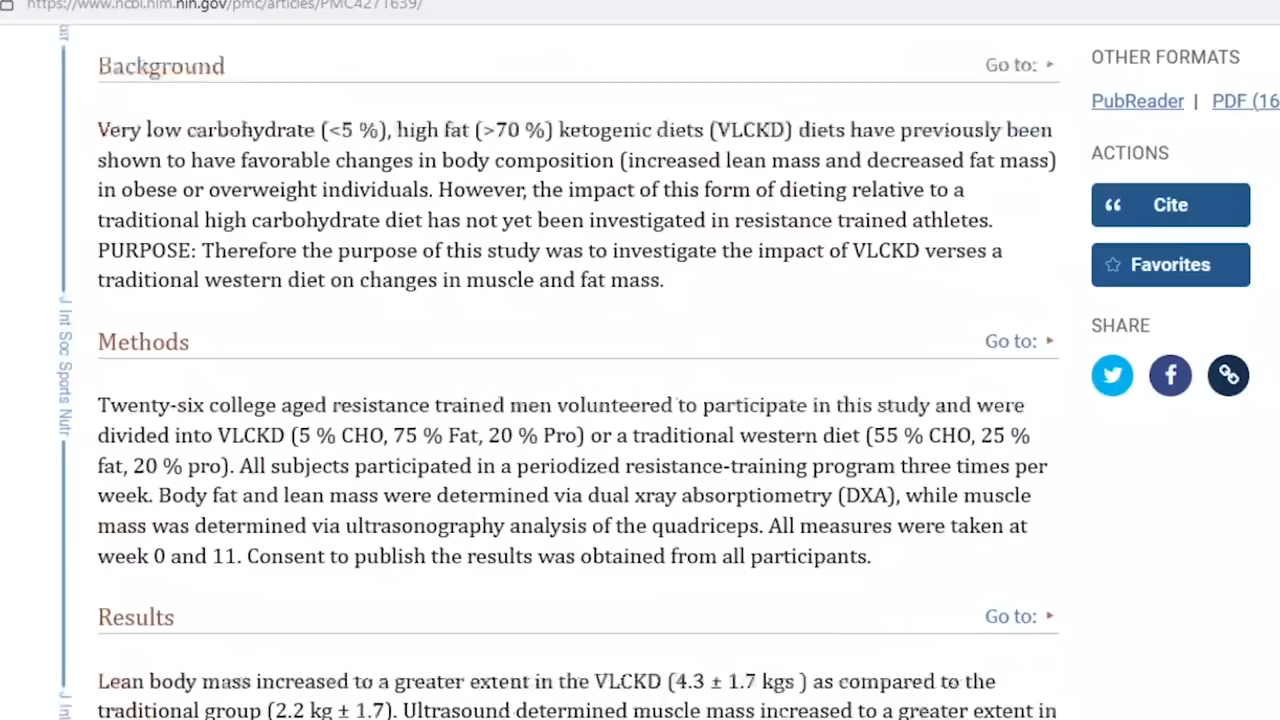 https://www.ncbi.nlm.nih.gov/pmc/articles/PMC4271639/
Background
Go to:
Very low carbohydrate (<5 %), high fat (>70 %) ketogenic diets (VLCKD) diets have previously been
shown to have favorable changes in body composition (increased lean mass and decreased fat mass)
in obese or overweight individuals. However, the impact of this form of dieting relative to a
traditional high carbohydrate diet has not yet been investigated in resistance trained athletes.
PURPOSE: Therefore the purpose of this study was to investigate the impact of VLCKD verses a
traditional western diet on changes in muscle and fat mass.
Methods
Go to:
Twenty-six college aged resistance trained men volunteered to participate in this study and were
divided into VLCKD (5 % CHO, 75 % Fat, 20 % Pro) or a traditional western diet (55 % CHO, 25 %
fat, 20 % pro). All subjects participated in a periodized resistance-training program three times per
week. Body fat and lean mass were determined via dual xray absorptiometry (DXA), while muscle
mass was determined via ultrasonography analysis of the quadriceps. All measures were taken at
week 0 and 11. Consent to publish the results was obtained from all participants.
Results
Go to:
Lean body mass increased to a greater extent in the VLCKD (4.3 ± 1.7 kgs ) as compared to the
traditional group (2.2 kg ± 1.7). Ultrasound determined muscle mass increased to a greater extent in
J Int Soc Sports Nutr
J Int
OTHER FORMATS
PubReader | PDF (16
ACTIONS
Cite
Favorites
SHARE